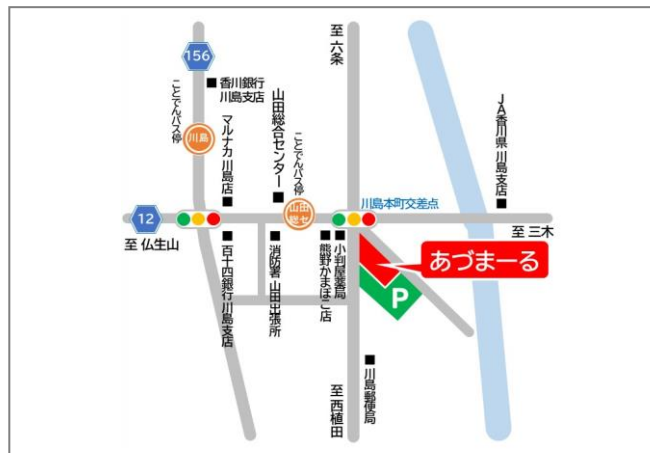 156
香川銀行
川島支店
ことでんバス停
川島
マルナカ 川島店
山田総合センター
ことでんバス停
山田
総セ
至 六条
川島本町交差点
JA香川県 川島支店
12
至 仏生山
至 三木
百十四銀行川島支店
消防署 山田出張所
熊野かまぼこ店
小判屋薬局
あづまーる
P
至 西植田
川島郵便局